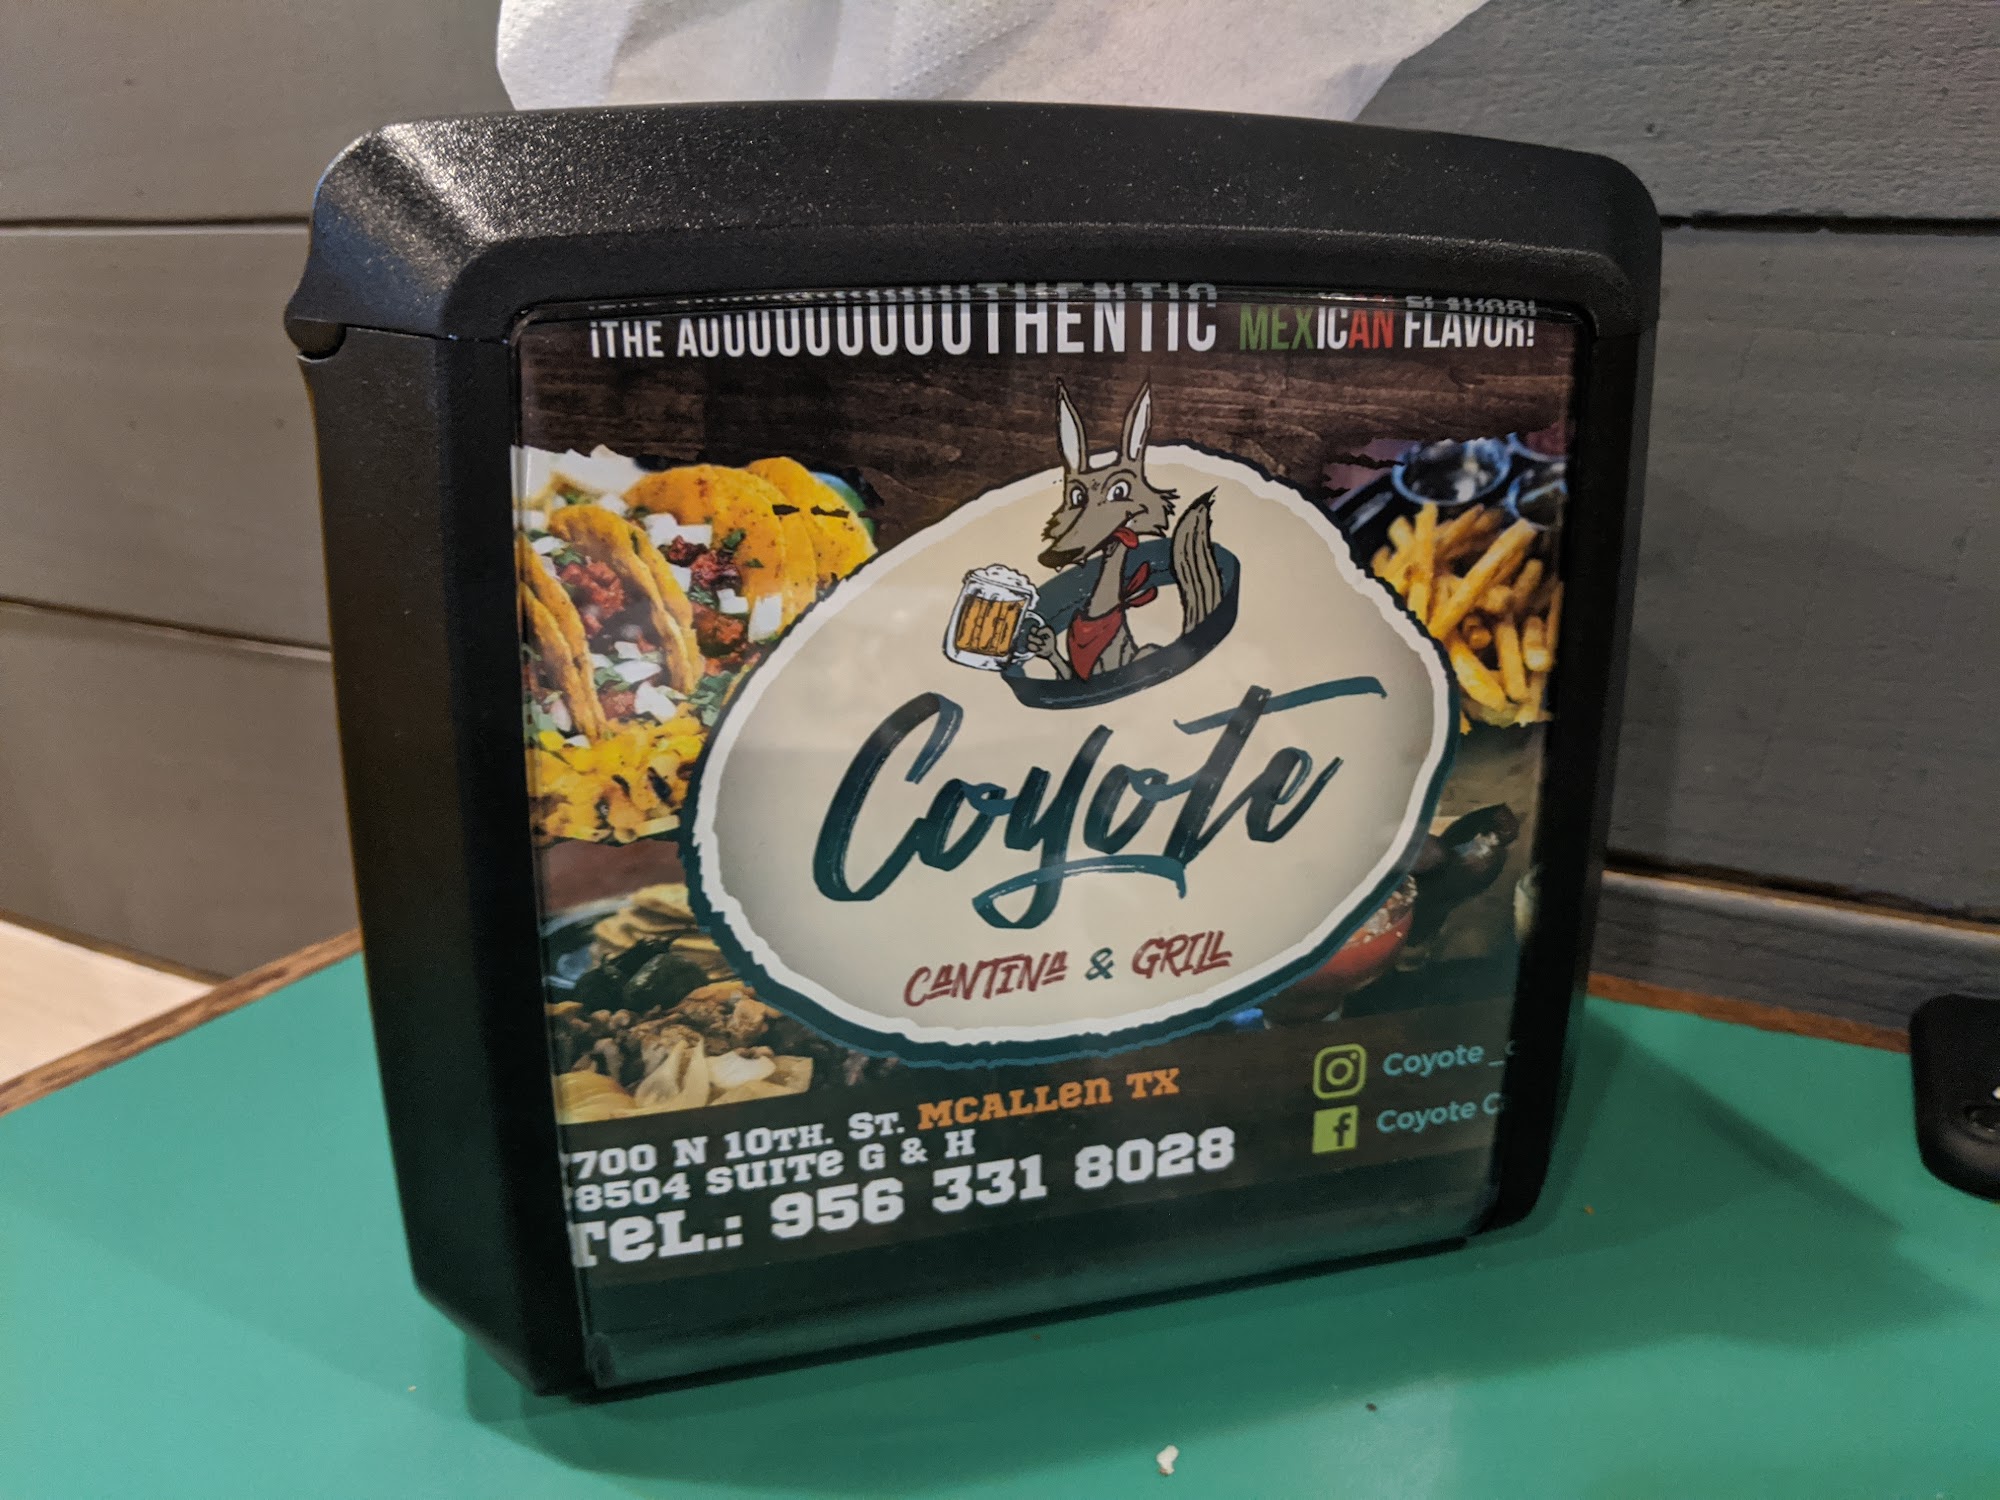 ¡THE AUUUUUUUUUTHENTIC MEXICAN FLAVOR!
Coyote
CANTINA & GRILL
700 N 10TH. ST. MCALLEN TX
8504 SUITE G & H
TEL.: 956 331 8028
Coyote_
Coyote